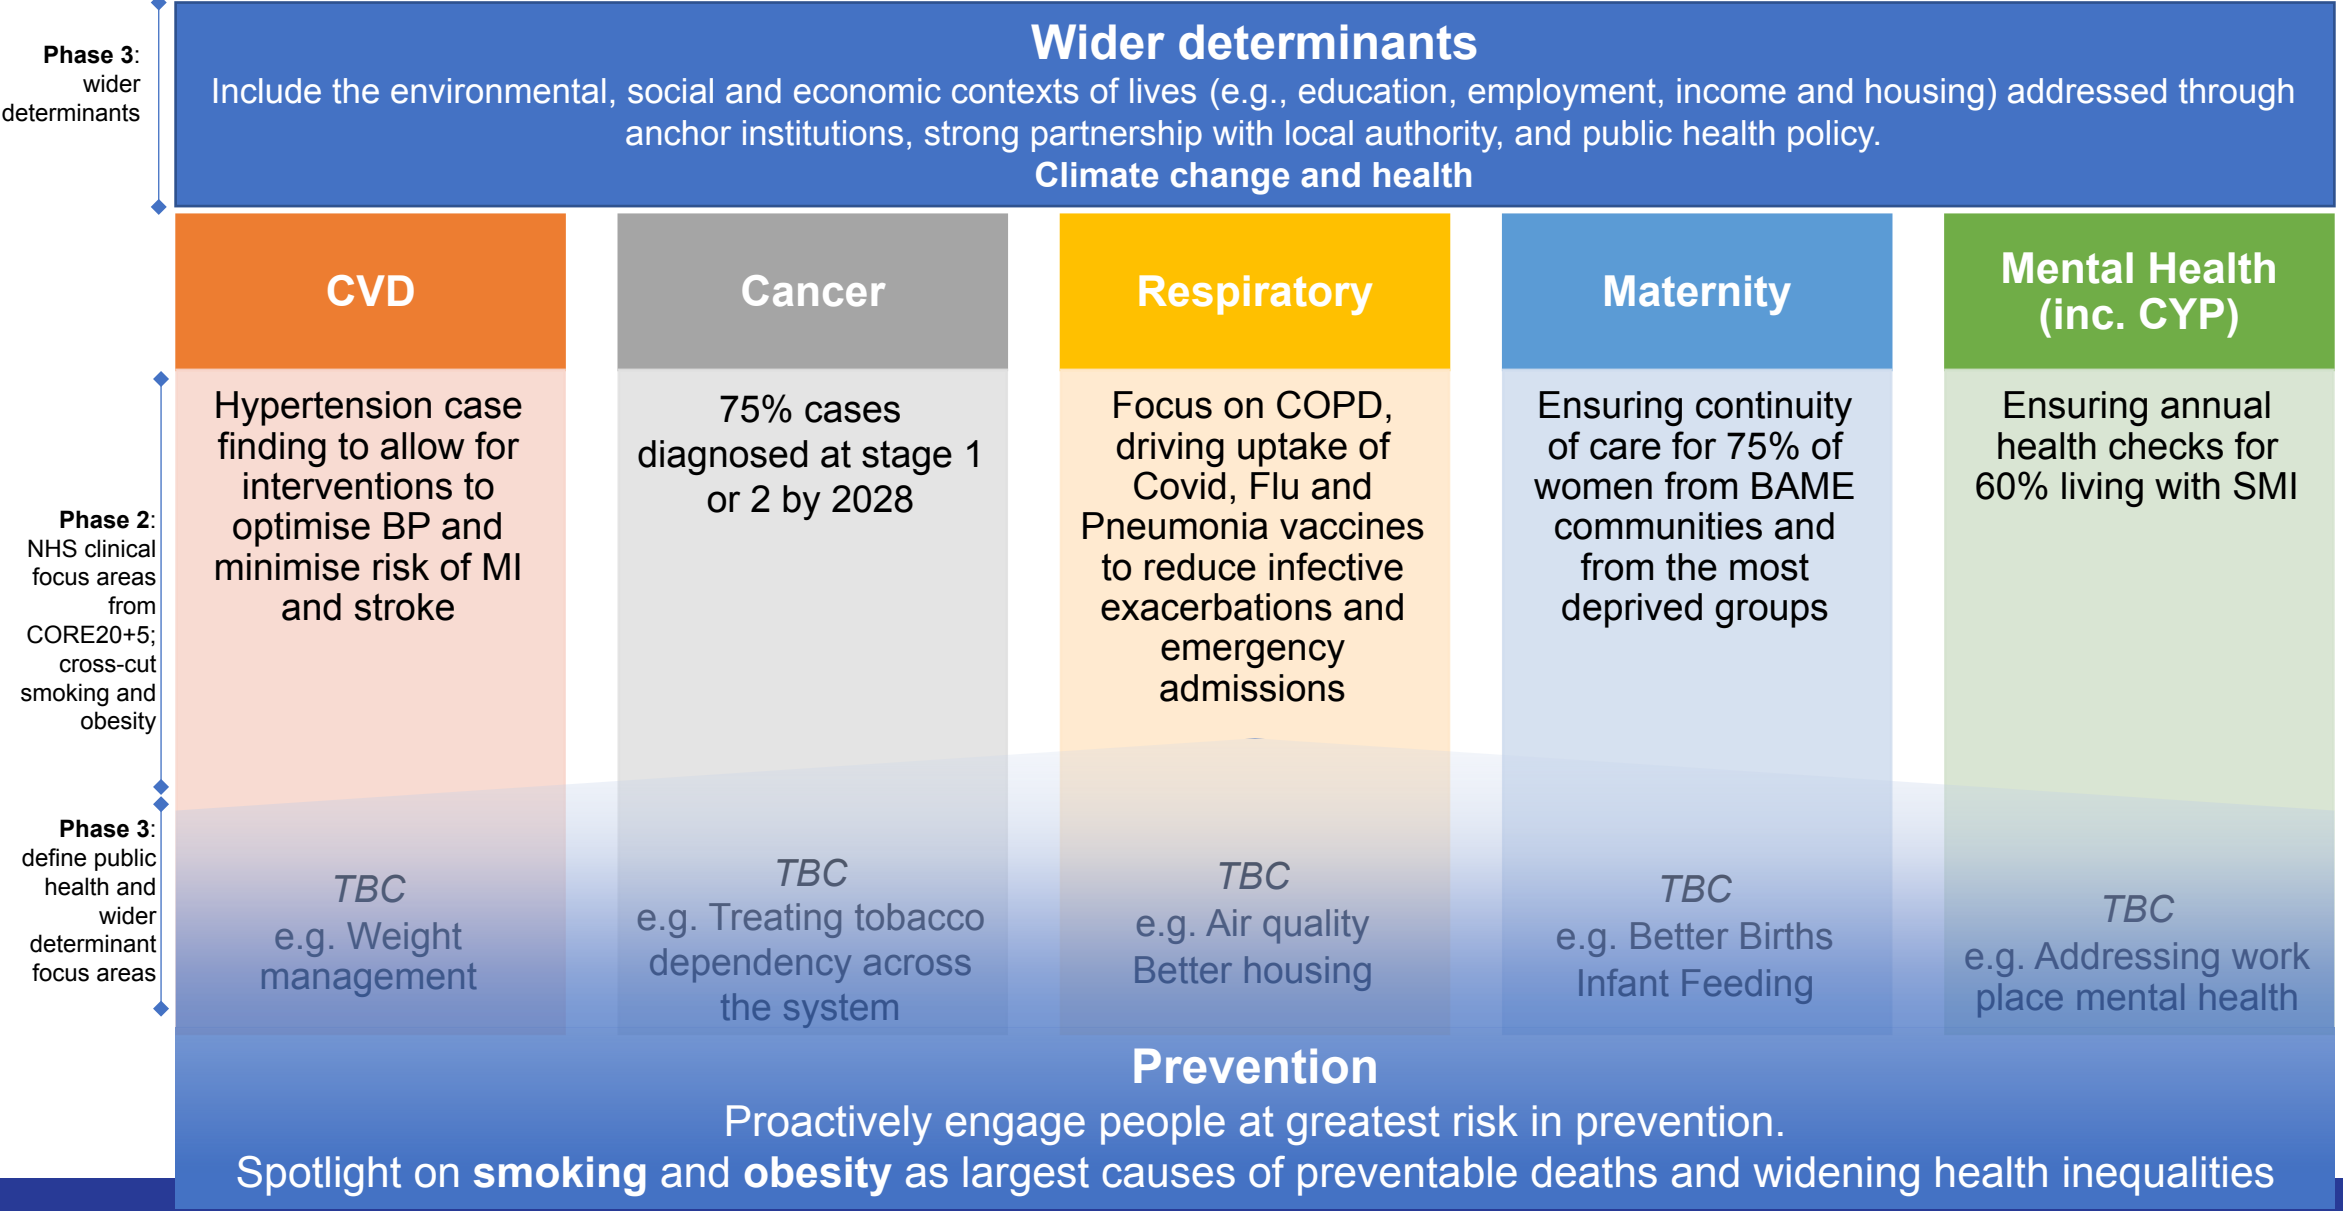 Phase 3:
wider
determinants
Wider determinants
Include the environmental, social and economic contexts of lives (e.g., education, employment, income and housing) addressed through
anchor institutions, strong partnership with local authority, and public health policy.
Climate change and health
CVD
Cancer
Respiratory
Maternity
Mental Health
(inc. CYP)
Phase 2:
NHS clinical
focus areas
from
CORE20+5;
cross-cut
smoking and
obesity
Hypertension case
finding to allow for
interventions to
optimise BP and
minimise risk of MI
and stroke
75% cases
diagnosed at stage 1
or 2 by 2028
Focus on COPD,
driving uptake of
Covid, Flu and
Pneumonia vaccines
to reduce infective
exacerbations and
emergency
admissions
Ensuring continuity
of care for 75% of
women from BAME
communities and
from the most
deprived groups
Ensuring annual
health checks for
60% living with SMI
Phase 3:
define public
health and
wider
determinant
focus areas
TBC
e.g. Weight
management
TBC
e.g. Treating tobacco
dependency across
the system
TBC
e.g. Air quality
Better housing
TBC
e.g. Better Births
Infant Feeding
TBC
e.g. Addressing work
place mental health
Prevention
Proactively engage people at greatest risk in prevention.
Spotlight on smoking and obesity as largest causes of preventable deaths and widening health inequalities